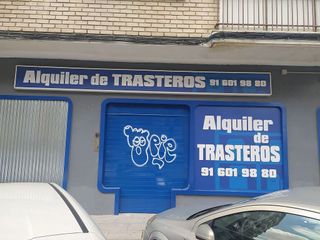 Alquiler de TRASTEROS 91 601 98 80
Alquiler
de
TRASTEROS
91 601 98 80